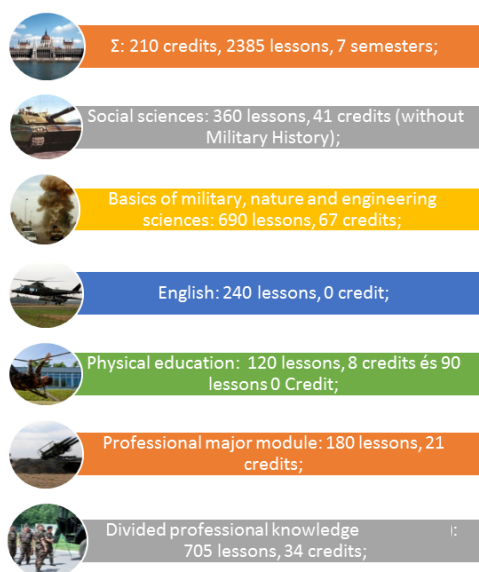 Σ: 210 credits, 2385 lessons, 7 semesters;
Social sciences: 360 lessons, 41 credits (without
Military History);
Basics of military, nature and engineering
sciences: 690 lessons, 67 credits;
English: 240 lessons, 0 credit;
Physical education: 120 lessons, 8 credits és 90
lessons 0 Credit;
Professional major module: 180 lessons, 21
credits;
Divided professional knowledge :
705 lessons, 34 credits;